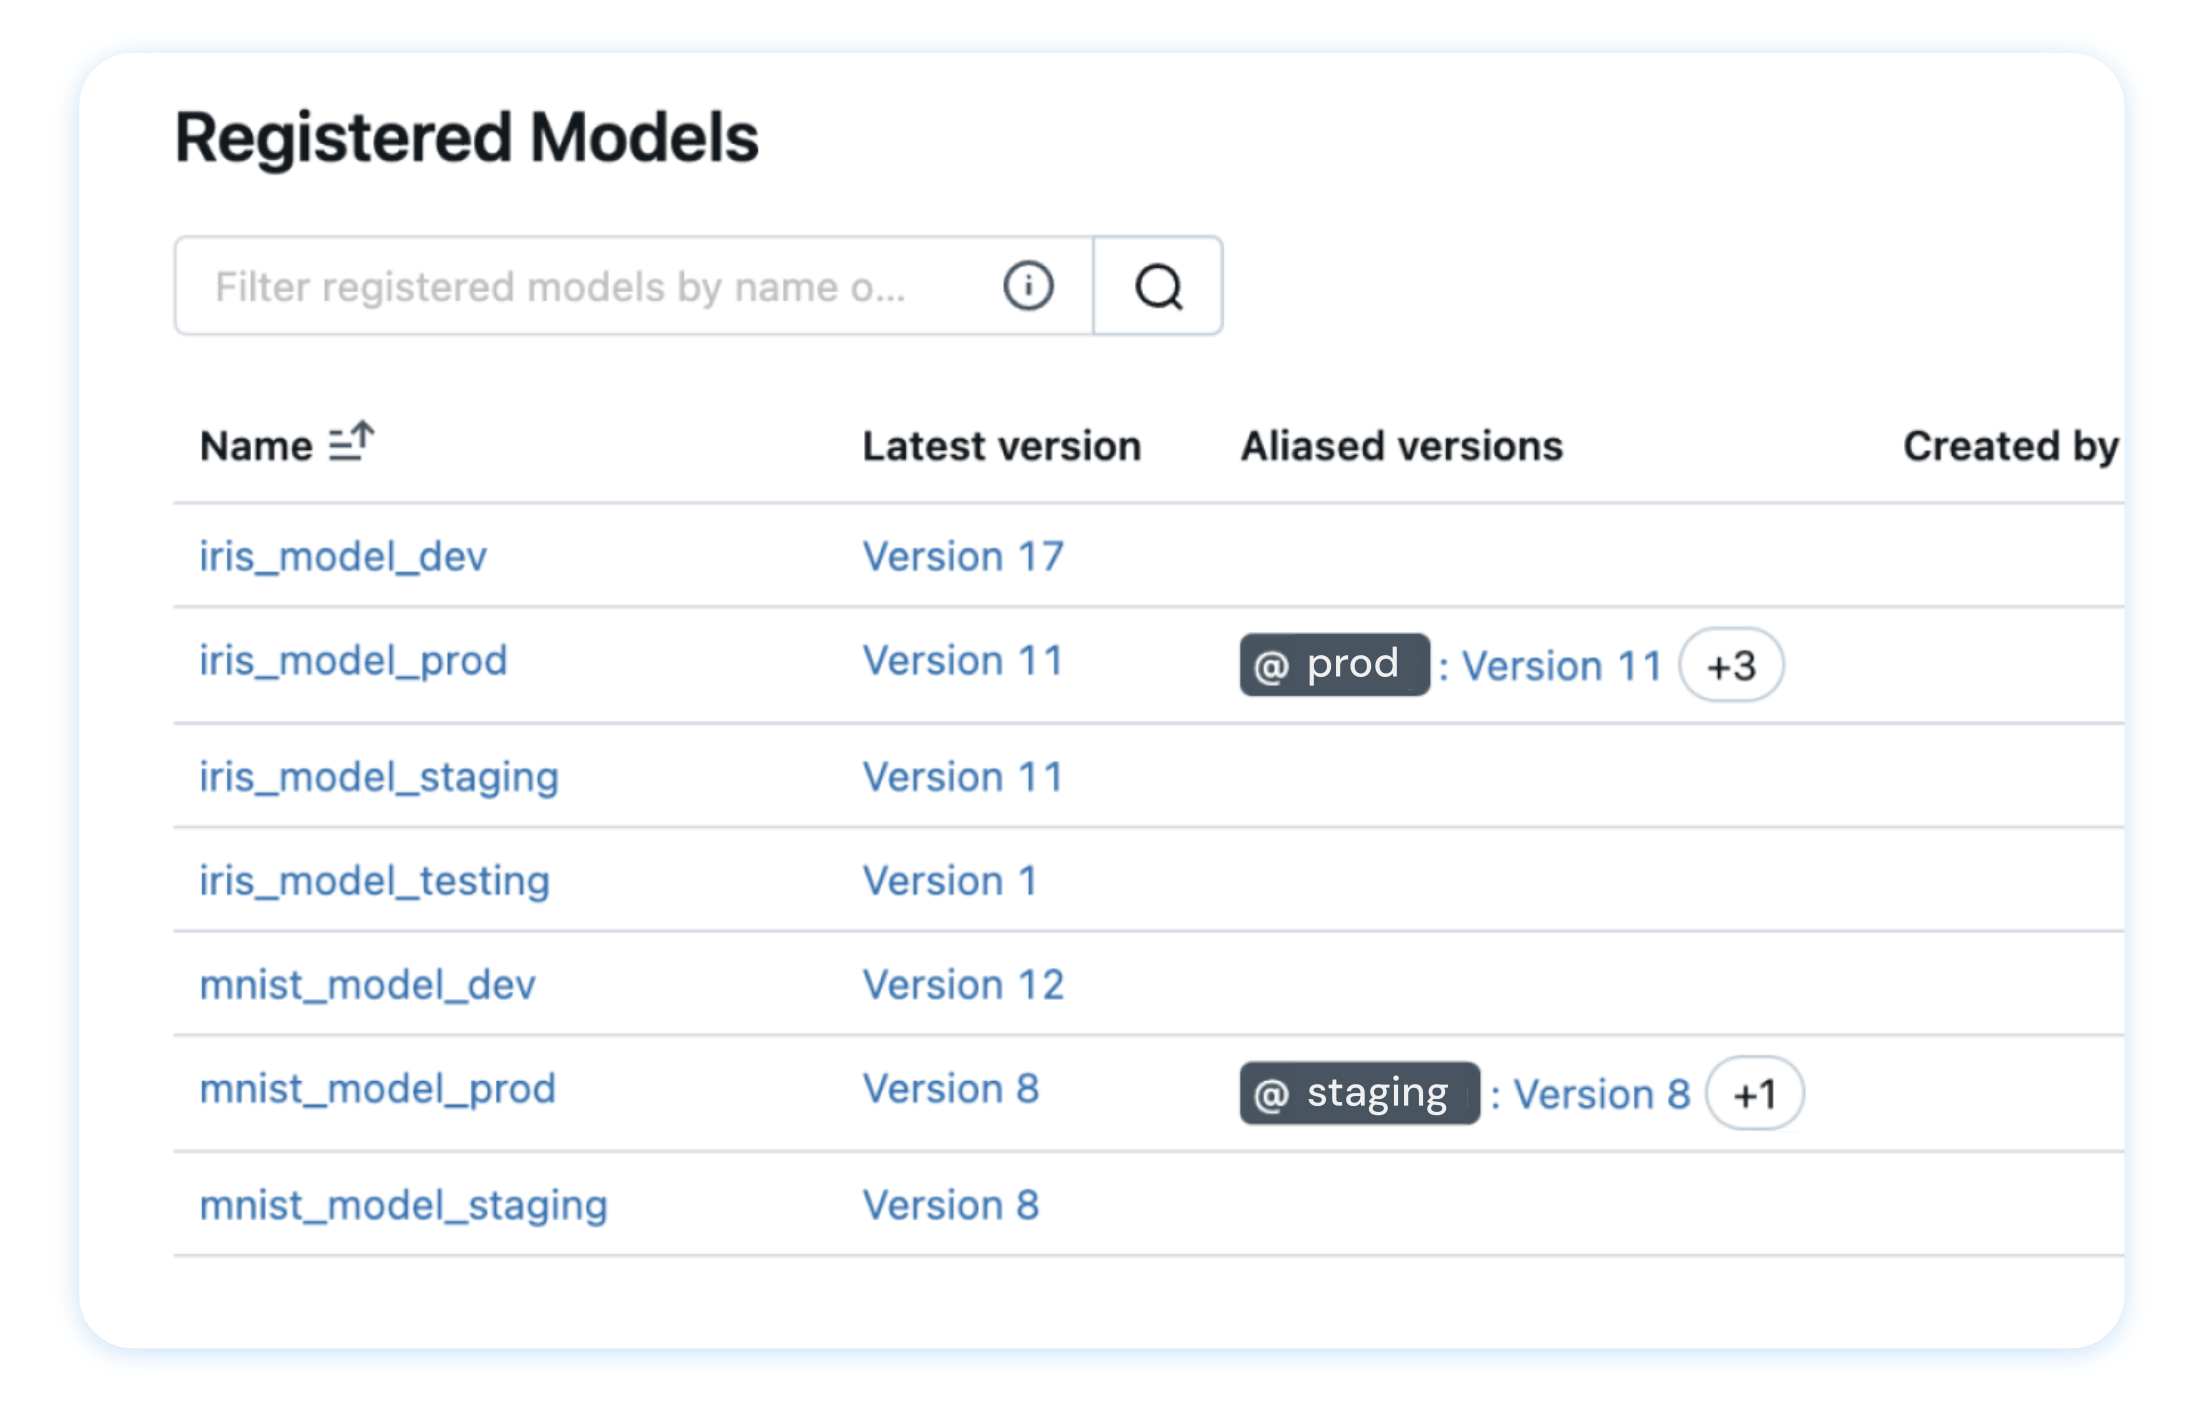 Registered Models
Filter registered models by name o...
Name Latest version Aliased versions Created by
iris_model_dev Version 17
iris_model_prod Version 11 @ prod : Version 11 +3
iris_model_staging Version 11
iris_model_testing Version 1
mnist_model_dev Version 12
mnist_model_prod Version 8 @ staging : Version 8 +1
mnist_model_staging Version 8